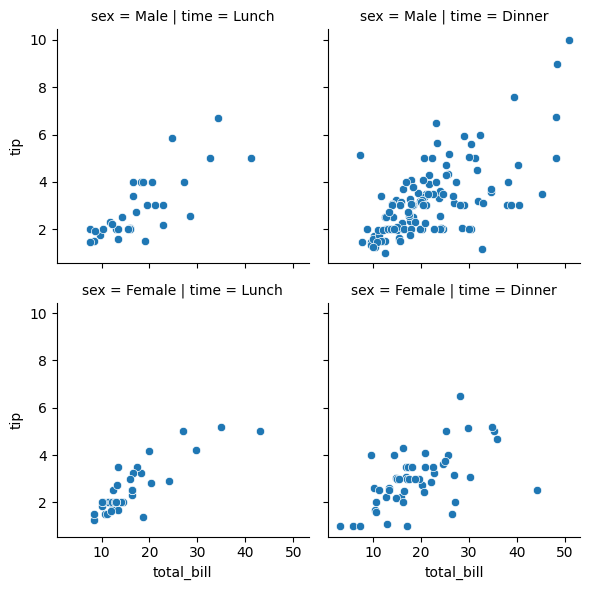 sex = Male | time = Lunch
sex = Male | time = Dinner
10
8
6
4
2
tip
sex = Female | time = Lunch
sex = Female | time = Dinner
10
8
6
4
2
tip
10 20 30 40 50
10 20 30 40 50
total_bill
total_bill